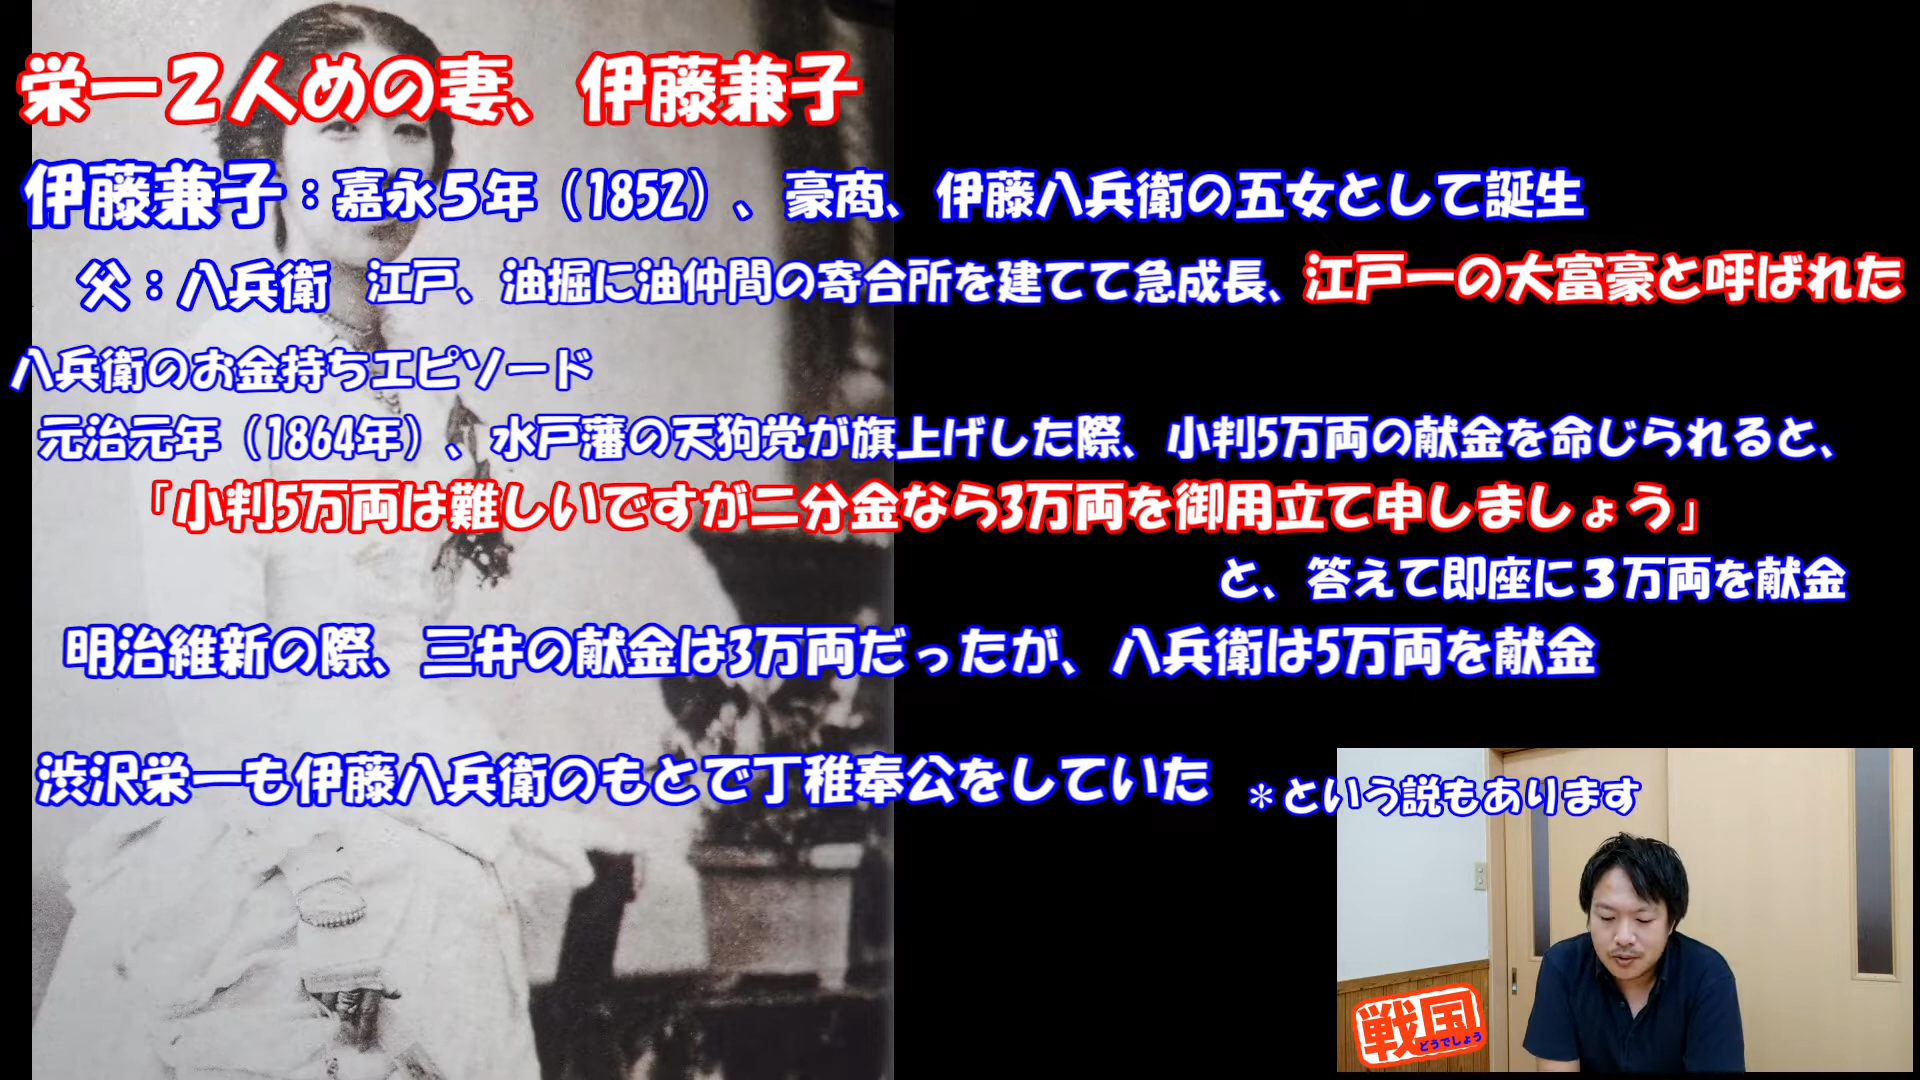 栄一２人めの妻、伊藤兼子
伊藤兼子：嘉永５年（1852）、豪商、伊藤八兵衛の五女として誕生
父：八兵衛　江戸、油掘に油仲間の寄合所を建てて急成長、江戸一の大富豪と呼ばれた
八兵衛のお金持ちエピソード
元治元年（1864年）、水戸藩の天狗党が旗上げした際、小判5万両の献金を命じられると、
「小判5万両は難しいですが二分金なら3万両を御用立て申しましょう」
と、答えて即座に３万両を献金
明治維新の際、三井の献金は3万両だったが、八兵衛は5万両を献金
渋沢栄一も伊藤八兵衛のもとで丁稚奉公をしていた　＊という説もあります
戦国
どうでしょう